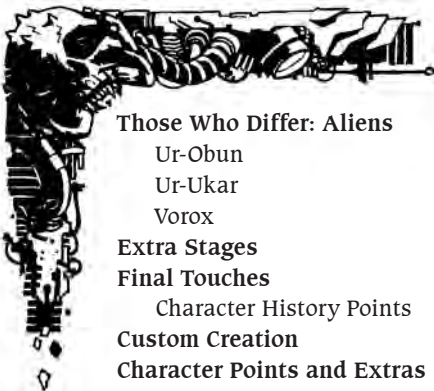 Those Who Differ: Aliens
Ur-Obun
Ur-Ukar
Vorox
Extra Stages
Final Touches
Character History Points
Custom Creation
Character Points and Extras